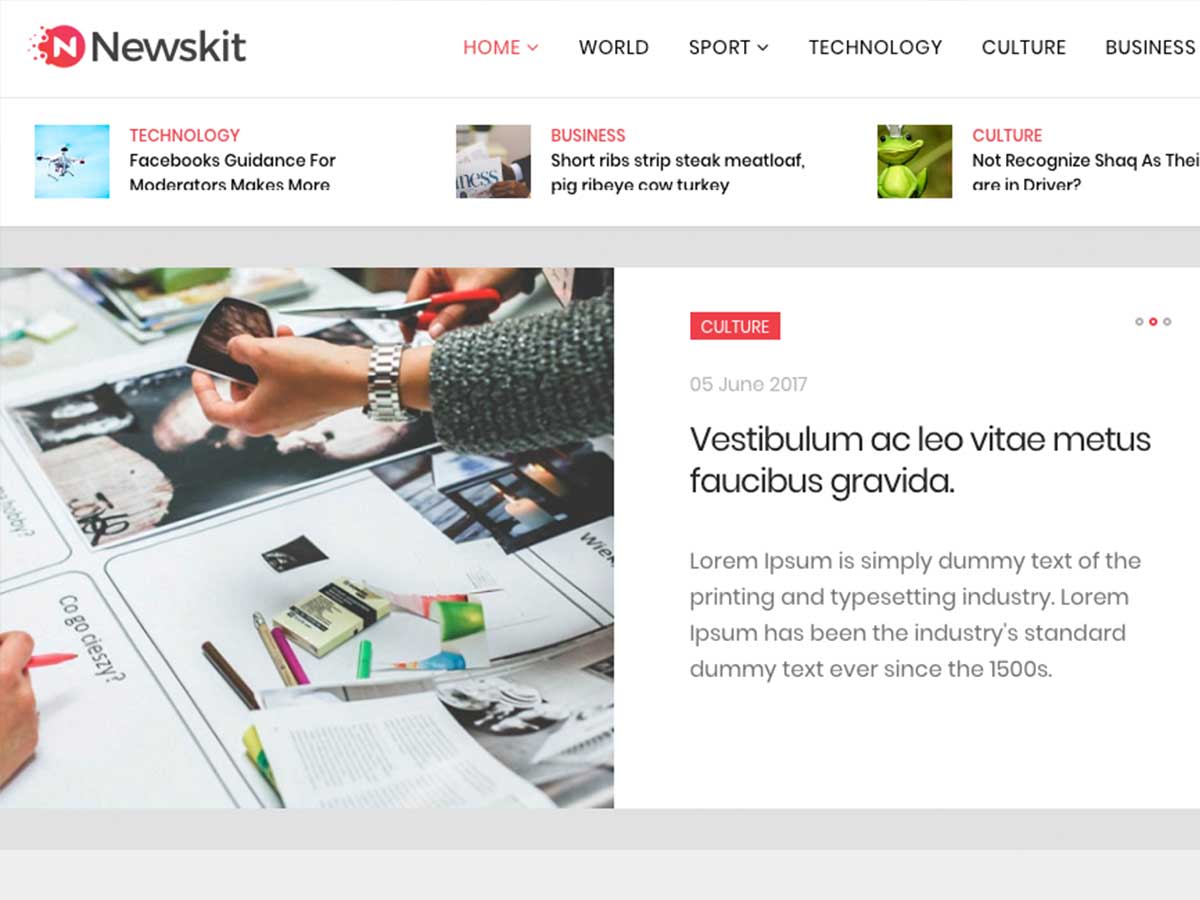 Newskit
HOME
WORLD
SPORT
TECHNOLOGY
CULTURE
BUSINESS
TECHNOLOGY
Facebooks Guidance For
Moderators Makes More
BUSINESS
Short ribs strip steak meatloaf,
pig ribeye cow turkey
CULTURE
Not Recognize Shaq As Thei
are in Driver?
CULTURE
05 June 2017
Vestibulum ac leo vitae metus
faucibus gravida.
Lorem Ipsum is simply dummy text of the
printing and typesetting industry. Lorem
Ipsum has been the industry's standard
dummy text ever since the 1500s.
hobby?
Wiek
Co go cieszy?